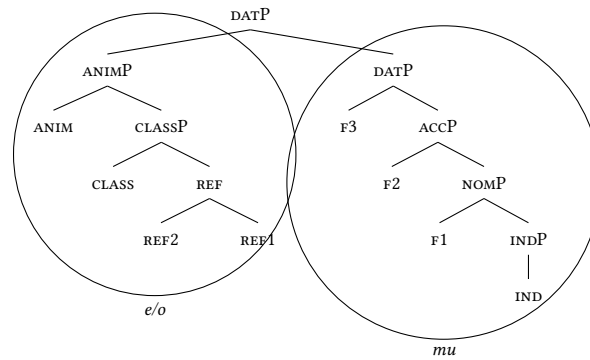 DATP
ANIMP DATP
ANIM CLASSP F3 ACCP
CLASS REF F2 NOMP
REF2 REF1 F1 INDP
IND
e/o
mu